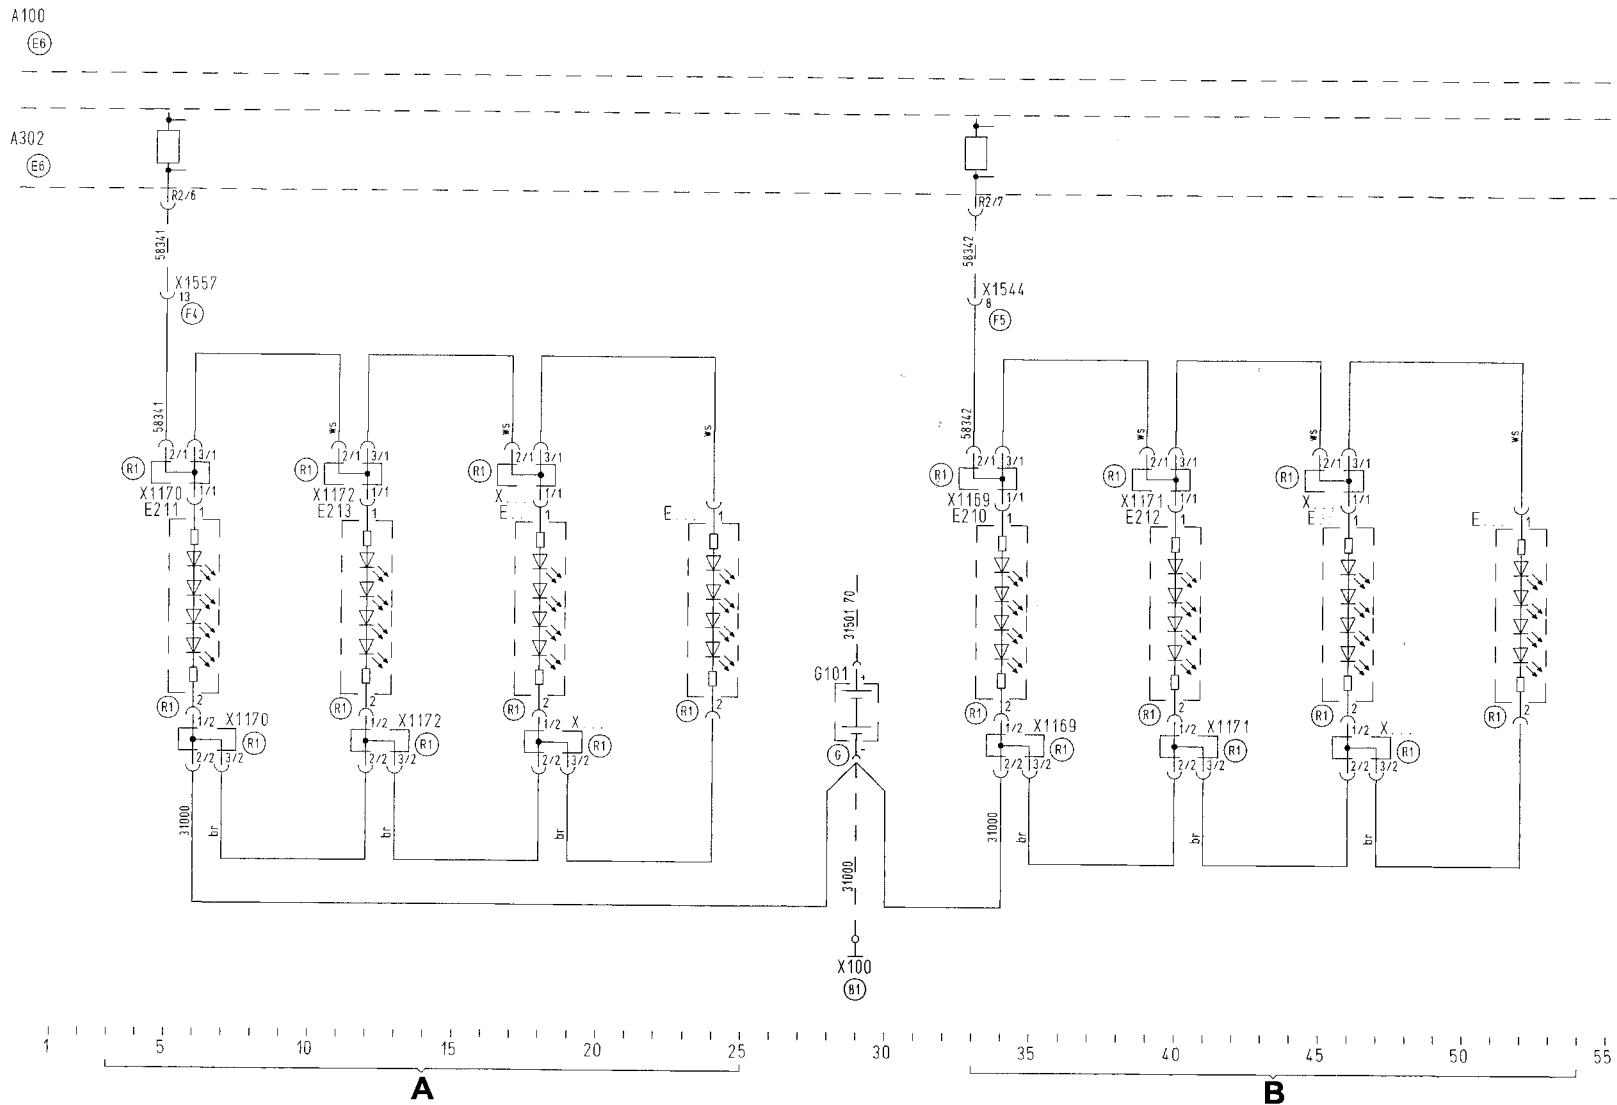 A100
E6
A302
E6
R2/6
R2/7
58341
58342
X1557
13
F4
X1544
8
F5
58341
ws
ws
ws
58342
ws
ws
ws
R1 2/1 3/1
R1 2/1 3/1
R1 2/1 3/1
R1 2/1 3/1
R1 2/1 3/1
R1 2/1 3/1
X1170 1/1
X1172 1/1
X... 1/1
X1169 1/1
X1171 1/1
X... 1/1
E211 1
E213 1
E... 1
E... 1
E210 1
E212 1
E... 1
E... 1
31501 70
G101
+
-
G
R1 2
R1 2
R1 2
R1 2
R1 2
R1 2
R1 2
R1 2
1/2 X1170
1/2 X1172
1/2 X...
1/2 X1169
1/2 X1171
1/2 X...
R1
R1
R1
R1
R1
R1
2/2 3/2
2/2 3/2
2/2 3/2
2/2 3/2
2/2 3/2
2/2 3/2
31000
br
br
br
31000
31000
br
br
br
X100
B1
1 5 10 15 20 25 30 35 40 45 50 55
A
B